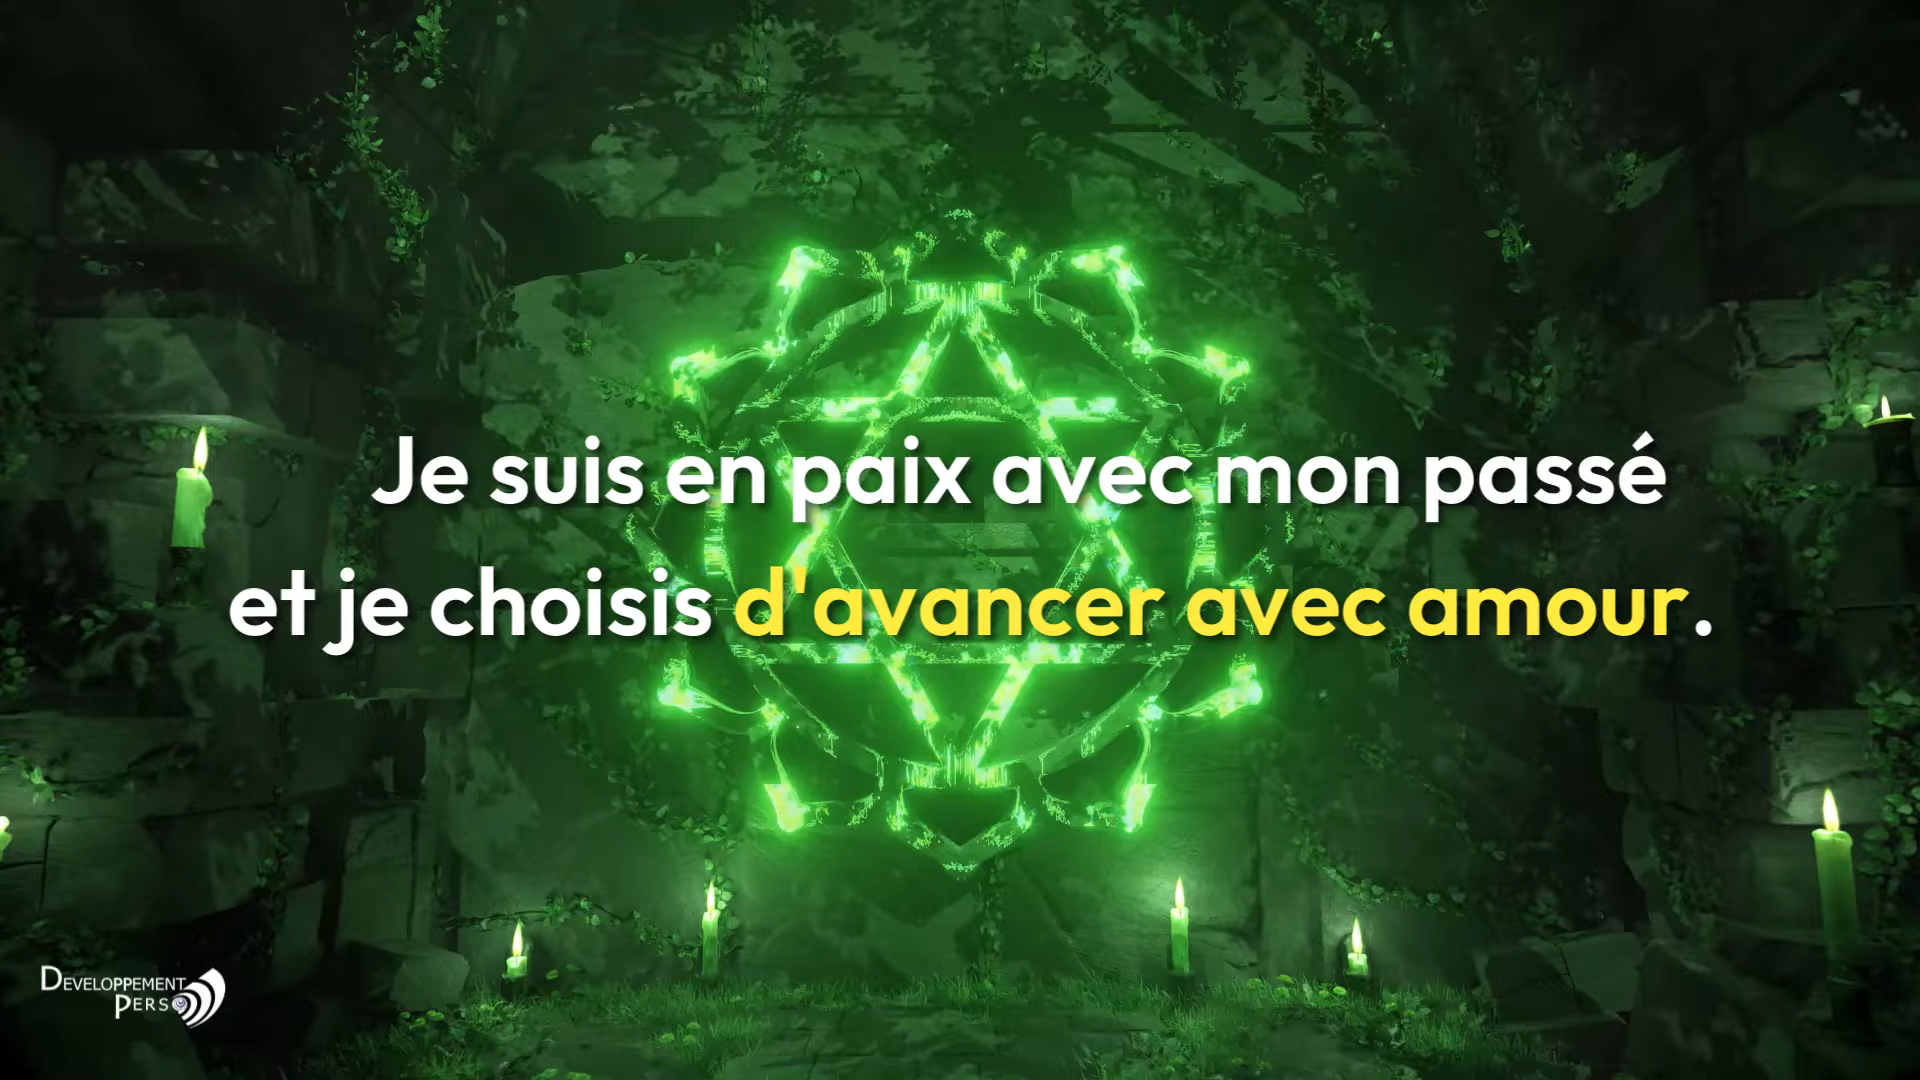 Je suis en paix avec mon passé
et je choisis d'avancer avec amour.
DEVELOPPEMENT
PERSO